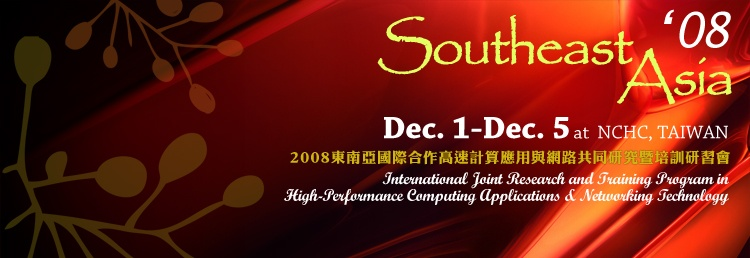 Southeast '08
Asia
Dec. 1-Dec. 5 at NCHC, TAIWAN
2008東南亞國際合作高速計算應用與網路共同研究暨培訓研習會
International Joint Research and Training Program in
High-Performance Computing Applications & Networking Technology